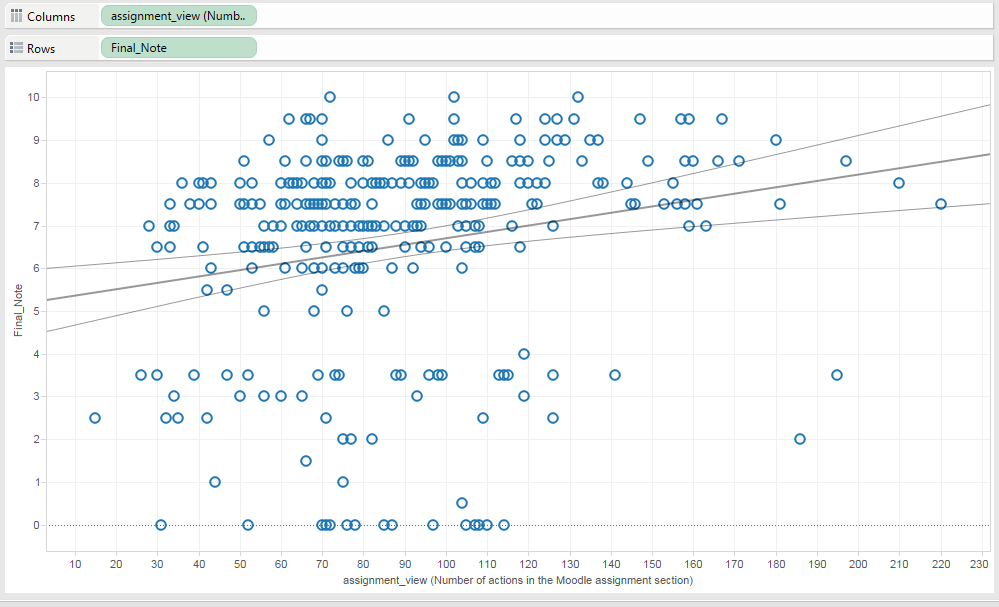 Columns
assignment_view (Numb..
Rows
Final_Note
Final_Note
10
9
8
7
6
5
4
3
2
1
0
10 20 30 40 50 60 70 80 90 100 110 120 130 140 150 160 170 180 190 200 210 220 230
assignment_view (Number of actions in the Moodle assignment section)